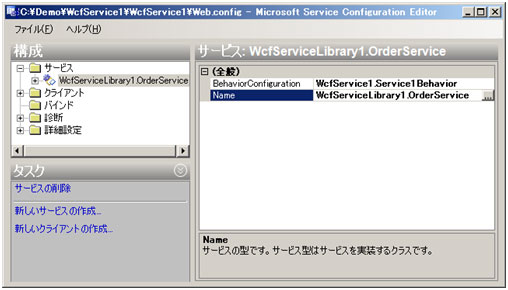 C:¥Demo¥WcfService1¥WcfService1¥Web.config - Microsoft Service Configuration Editor
ファイル(F) ヘルプ(H)
構成
サービス
WcfServiceLibrary1.OrderService
クライアント
バインド
診断
詳細設定
タスク
サービスの削除
新しいサービスの作成...
新しいクライアントの作成...
サービス: WcfServiceLibrary1.OrderService
(全般)
BehaviorConfiguration WcfService1.Service1Behavior
Name WcfServiceLibrary1.OrderService ...
Name
サービスの型です。サービス型はサービスを実装するクラスです。